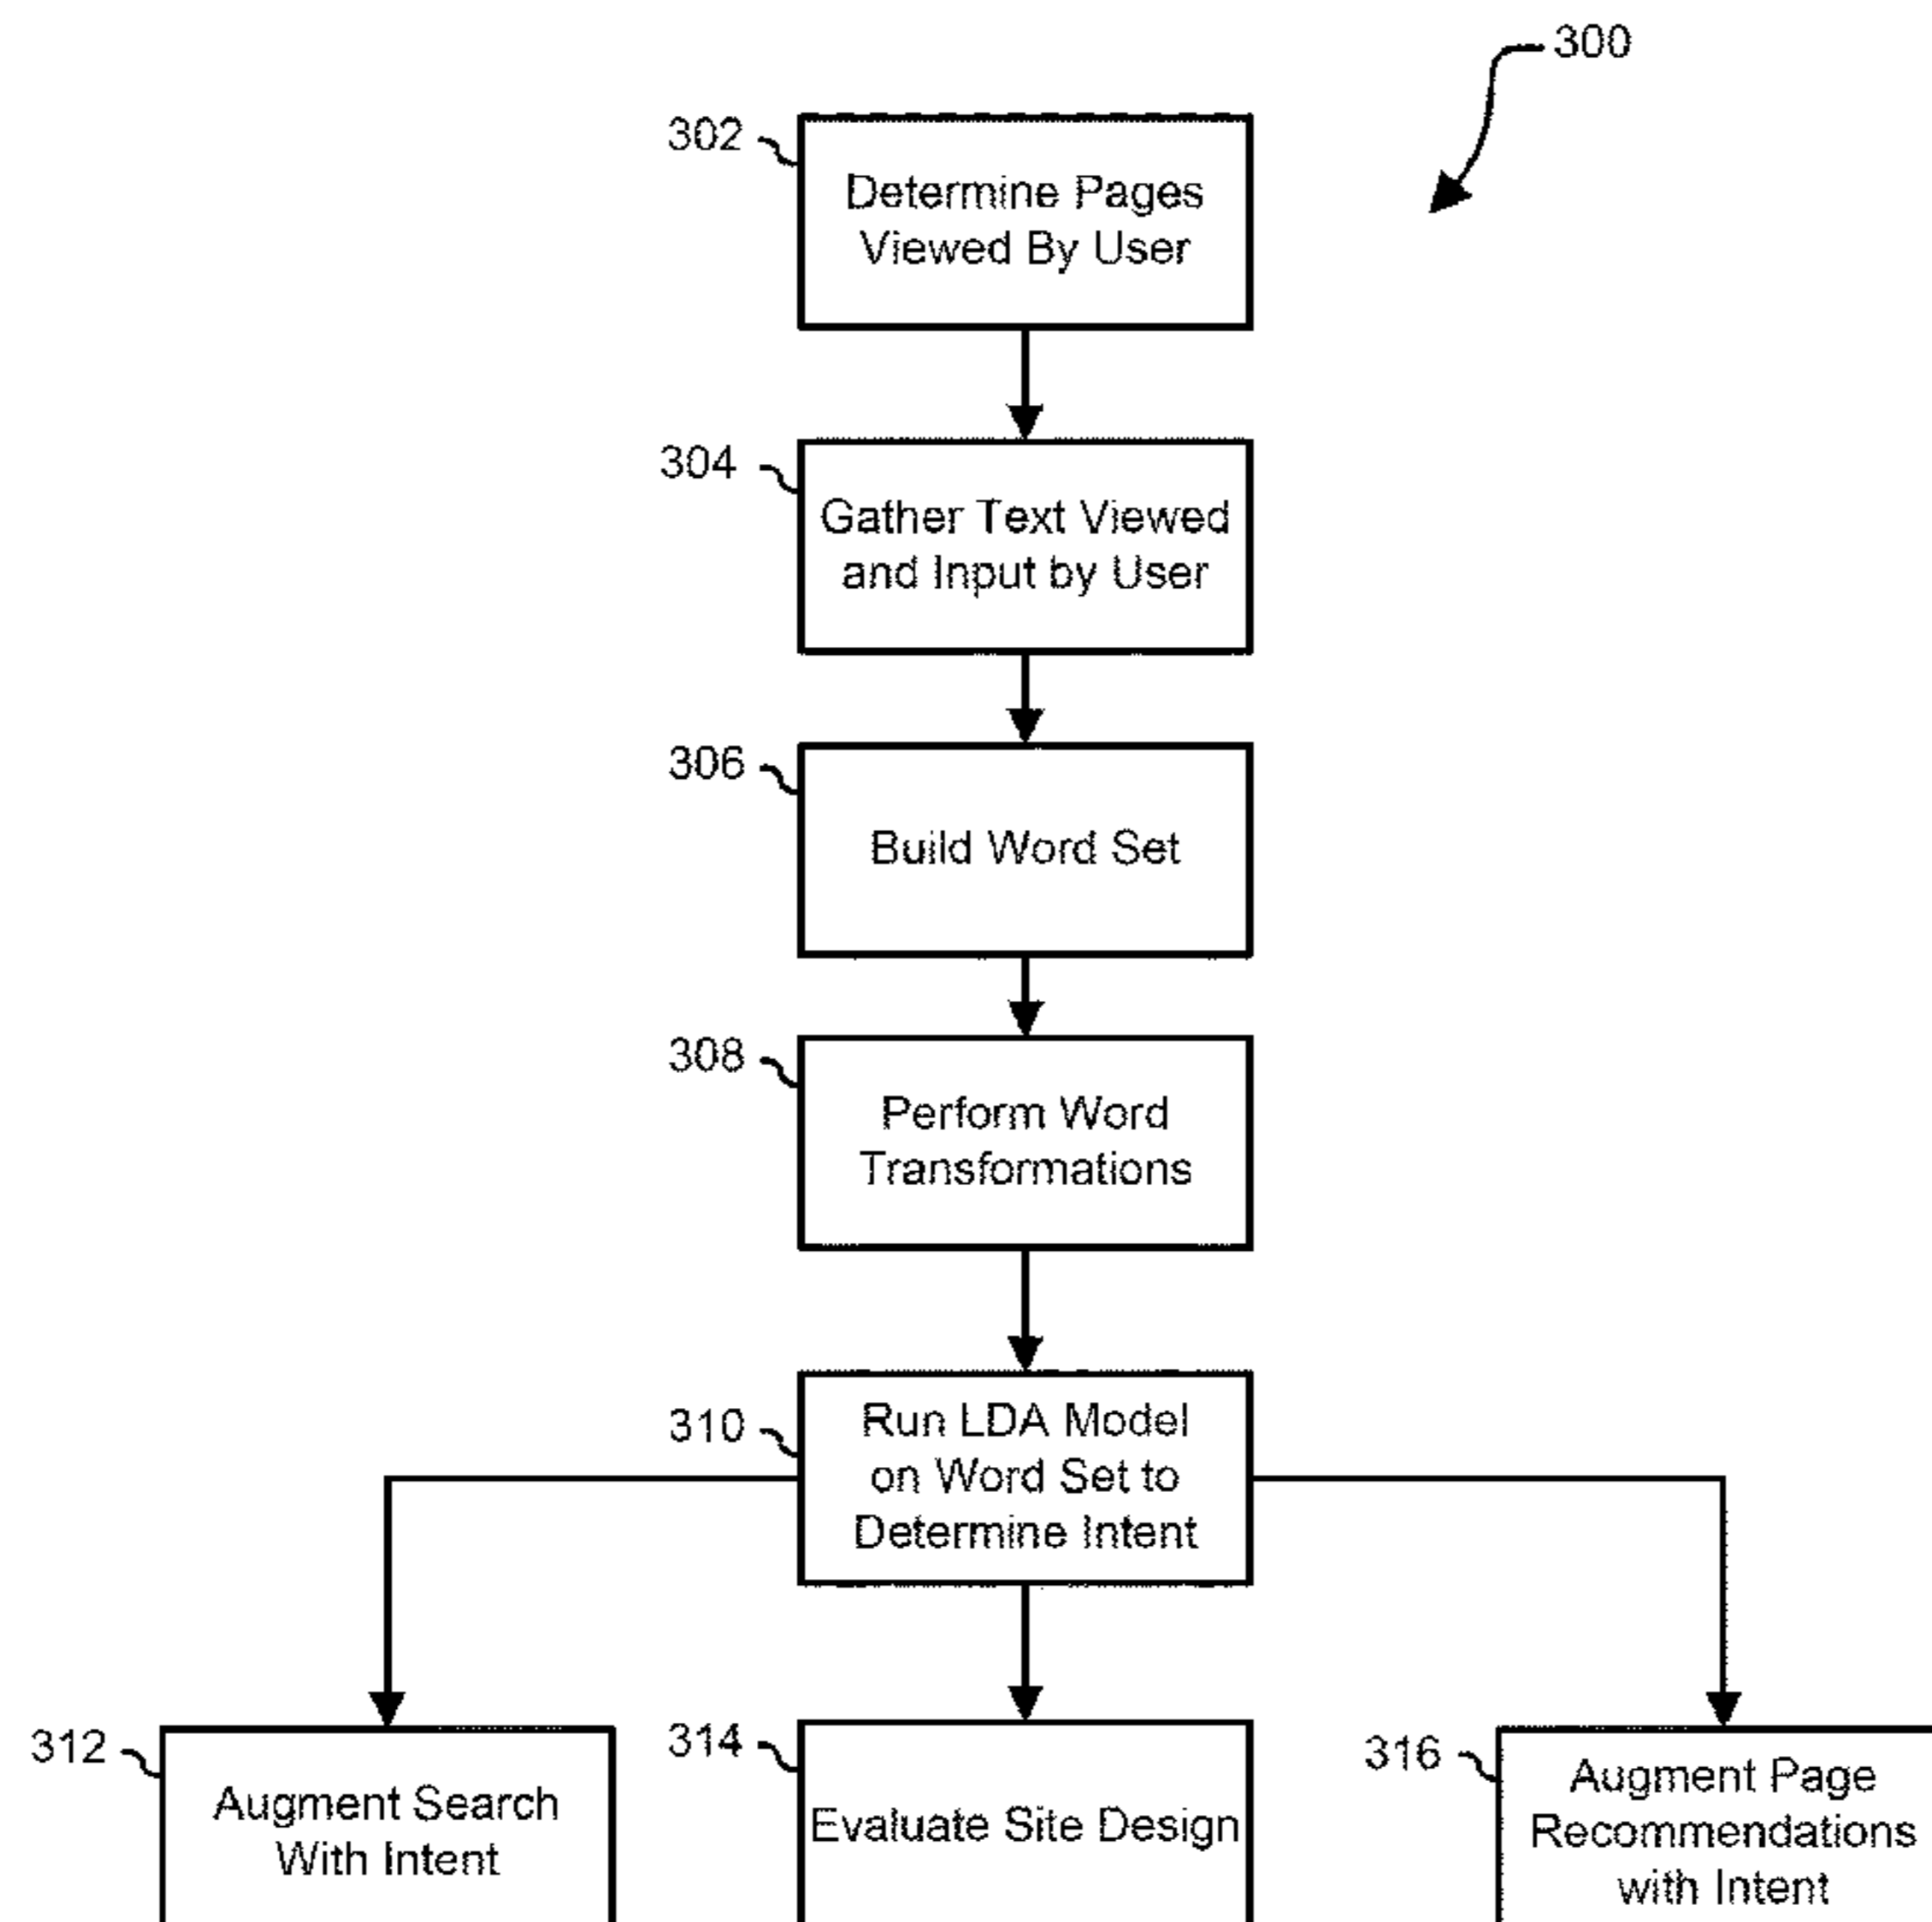 300
302
Determine Pages
Viewed By User
304
Gather Text Viewed
and Input by User
306
Build Word Set
308
Perform Word
Transformations
310
Run LDA Model
on Word Set to
Determine Intent
312
Augment Search
With Intent
314
Evaluate Site Design
316
Augment Page
Recommendations
with Intent